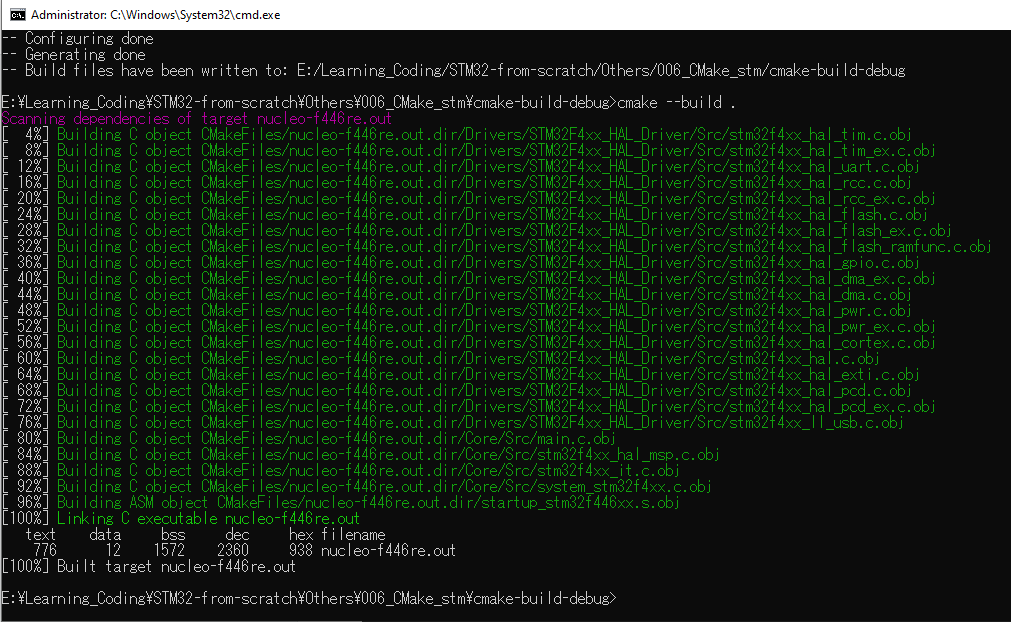 Administrator: C:\Windows\System32\cmd.exe
-- Configuring done
-- Generating done
-- Build files have been written to: E:/Learning_Coding/STM32-from-scratch/Others/006_CMake_stm/cmake-build-debug
E:¥Learning_Coding¥STM32-from-scratch¥Others¥006_CMake_stm¥cmake-build-debug>cmake --build .
Scanning dependencies of target nucleo-f446re.out
[  4%] Building C object CMakeFiles/nucleo-f446re.out.dir/Drivers/STM32F4xx_HAL_Driver/Src/stm32f4xx_hal_tim.c.obj
[  8%] Building C object CMakeFiles/nucleo-f446re.out.dir/Drivers/STM32F4xx_HAL_Driver/Src/stm32f4xx_hal_tim_ex.c.obj
[ 12%] Building C object CMakeFiles/nucleo-f446re.out.dir/Drivers/STM32F4xx_HAL_Driver/Src/stm32f4xx_hal_uart.c.obj
[ 16%] Building C object CMakeFiles/nucleo-f446re.out.dir/Drivers/STM32F4xx_HAL_Driver/Src/stm32f4xx_hal_rcc.c.obj
[ 20%] Building C object CMakeFiles/nucleo-f446re.out.dir/Drivers/STM32F4xx_HAL_Driver/Src/stm32f4xx_hal_rcc_ex.c.obj
[ 24%] Building C object CMakeFiles/nucleo-f446re.out.dir/Drivers/STM32F4xx_HAL_Driver/Src/stm32f4xx_hal_flash.c.obj
[ 28%] Building C object CMakeFiles/nucleo-f446re.out.dir/Drivers/STM32F4xx_HAL_Driver/Src/stm32f4xx_hal_flash_ex.c.obj
[ 32%] Building C object CMakeFiles/nucleo-f446re.out.dir/Drivers/STM32F4xx_HAL_Driver/Src/stm32f4xx_hal_flash_ramfunc.c.obj
[ 36%] Building C object CMakeFiles/nucleo-f446re.out.dir/Drivers/STM32F4xx_HAL_Driver/Src/stm32f4xx_hal_gpio.c.obj
[ 40%] Building C object CMakeFiles/nucleo-f446re.out.dir/Drivers/STM32F4xx_HAL_Driver/Src/stm32f4xx_hal_dma_ex.c.obj
[ 44%] Building C object CMakeFiles/nucleo-f446re.out.dir/Drivers/STM32F4xx_HAL_Driver/Src/stm32f4xx_hal_dma.c.obj
[ 48%] Building C object CMakeFiles/nucleo-f446re.out.dir/Drivers/STM32F4xx_HAL_Driver/Src/stm32f4xx_hal_pwr.c.obj
[ 52%] Building C object CMakeFiles/nucleo-f446re.out.dir/Drivers/STM32F4xx_HAL_Driver/Src/stm32f4xx_hal_pwr_ex.c.obj
[ 56%] Building C object CMakeFiles/nucleo-f446re.out.dir/Drivers/STM32F4xx_HAL_Driver/Src/stm32f4xx_hal_cortex.c.obj
[ 60%] Building C object CMakeFiles/nucleo-f446re.out.dir/Drivers/STM32F4xx_HAL_Driver/Src/stm32f4xx_hal.c.obj
[ 64%] Building C object CMakeFiles/nucleo-f446re.out.dir/Drivers/STM32F4xx_HAL_Driver/Src/stm32f4xx_hal_exti.c.obj
[ 68%] Building C object CMakeFiles/nucleo-f446re.out.dir/Drivers/STM32F4xx_HAL_Driver/Src/stm32f4xx_hal_pcd.c.obj
[ 72%] Building C object CMakeFiles/nucleo-f446re.out.dir/Drivers/STM32F4xx_HAL_Driver/Src/stm32f4xx_hal_pcd_ex.c.obj
[ 76%] Building C object CMakeFiles/nucleo-f446re.out.dir/Drivers/STM32F4xx_HAL_Driver/Src/stm32f4xx_ll_usb.c.obj
[ 80%] Building C object CMakeFiles/nucleo-f446re.out.dir/Core/Src/main.c.obj
[ 84%] Building C object CMakeFiles/nucleo-f446re.out.dir/Core/Src/stm32f4xx_hal_msp.c.obj
[ 88%] Building C object CMakeFiles/nucleo-f446re.out.dir/Core/Src/stm32f4xx_it.c.obj
[ 92%] Building C object CMakeFiles/nucleo-f446re.out.dir/Core/Src/system_stm32f4xx.c.obj
[ 96%] Building ASM object CMakeFiles/nucleo-f446re.out.dir/startup_stm32f446xx.s.obj
[100%] Linking C executable nucleo-f446re.out
   text    data     bss     dec     hex filename
    776      12    1572    2360     938 nucleo-f446re.out
[100%] Built target nucleo-f446re.out
E:¥Learning_Coding¥STM32-from-scratch¥Others¥006_CMake_stm¥cmake-build-debug>